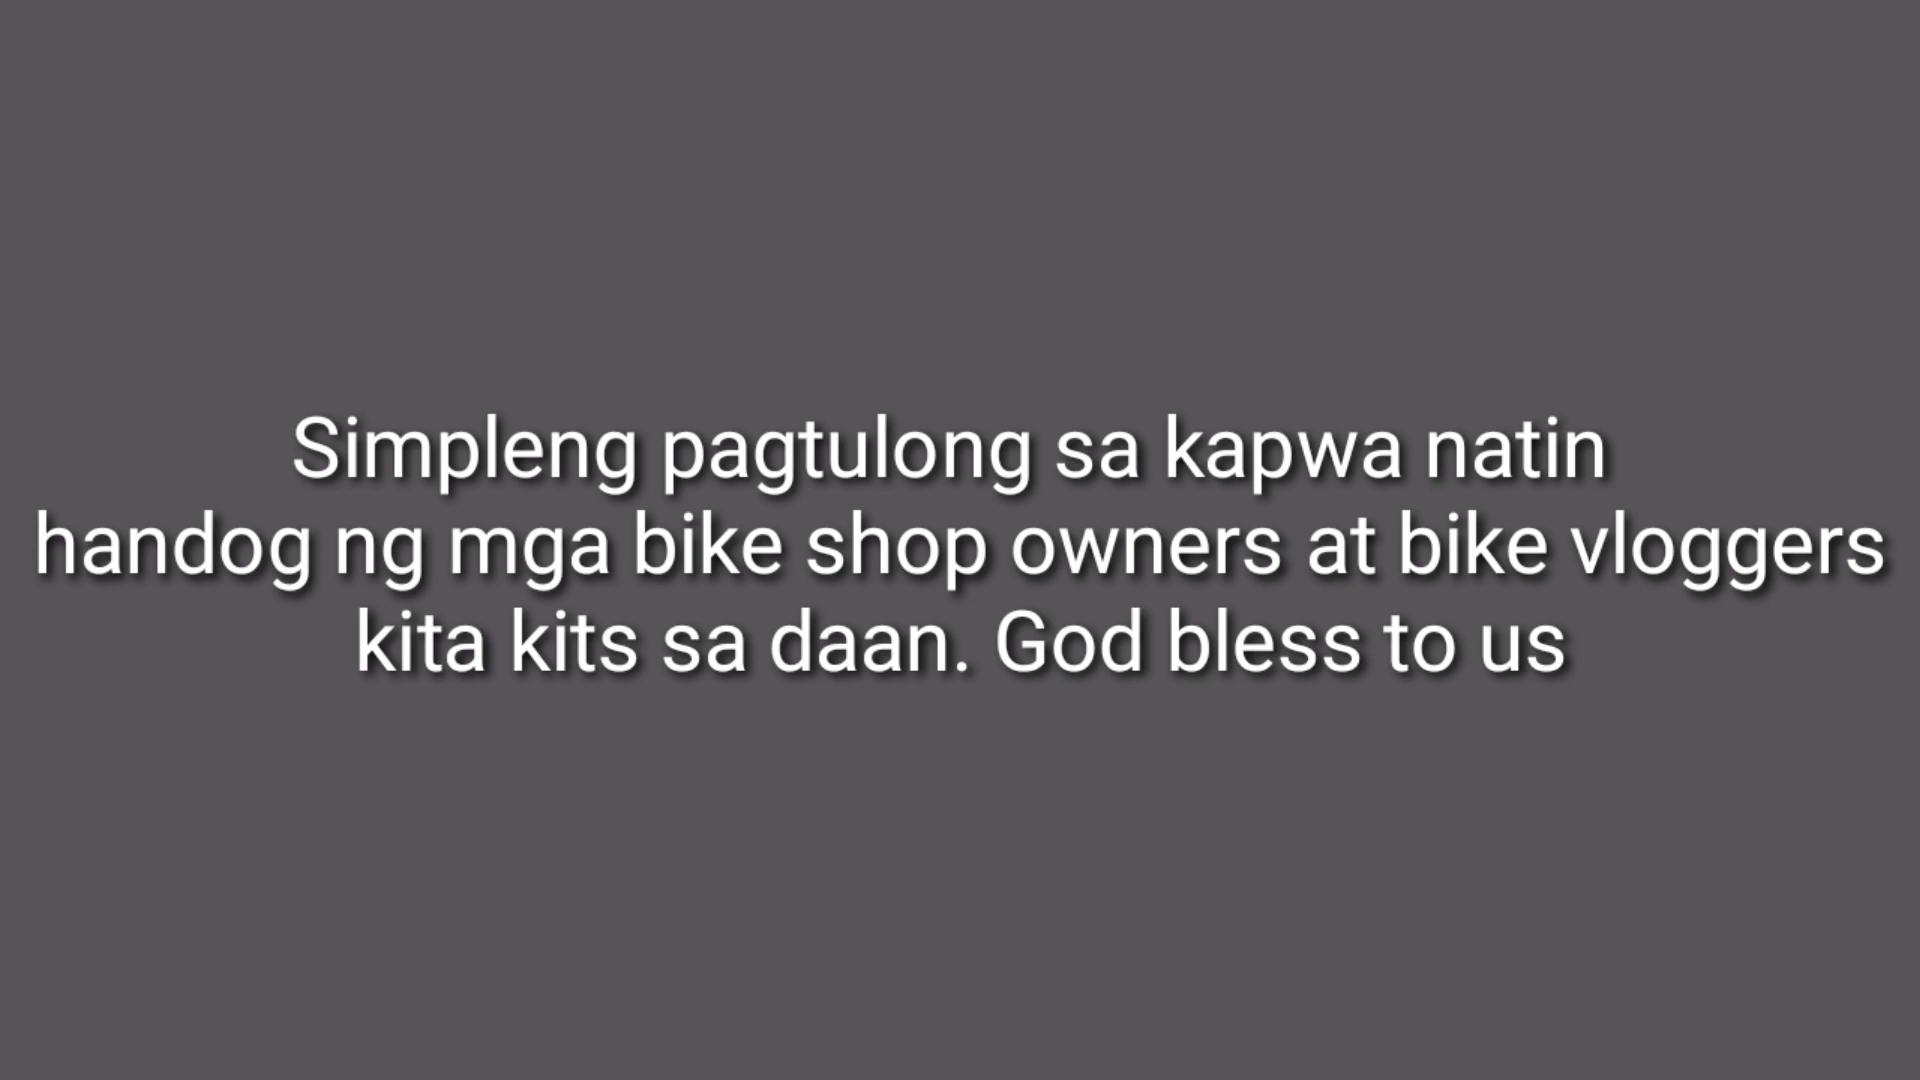 Simpleng pagtulong sa kapwa natin
handog ng mga bike shop owners at bike vloggers
kita kits sa daan. God bless to us